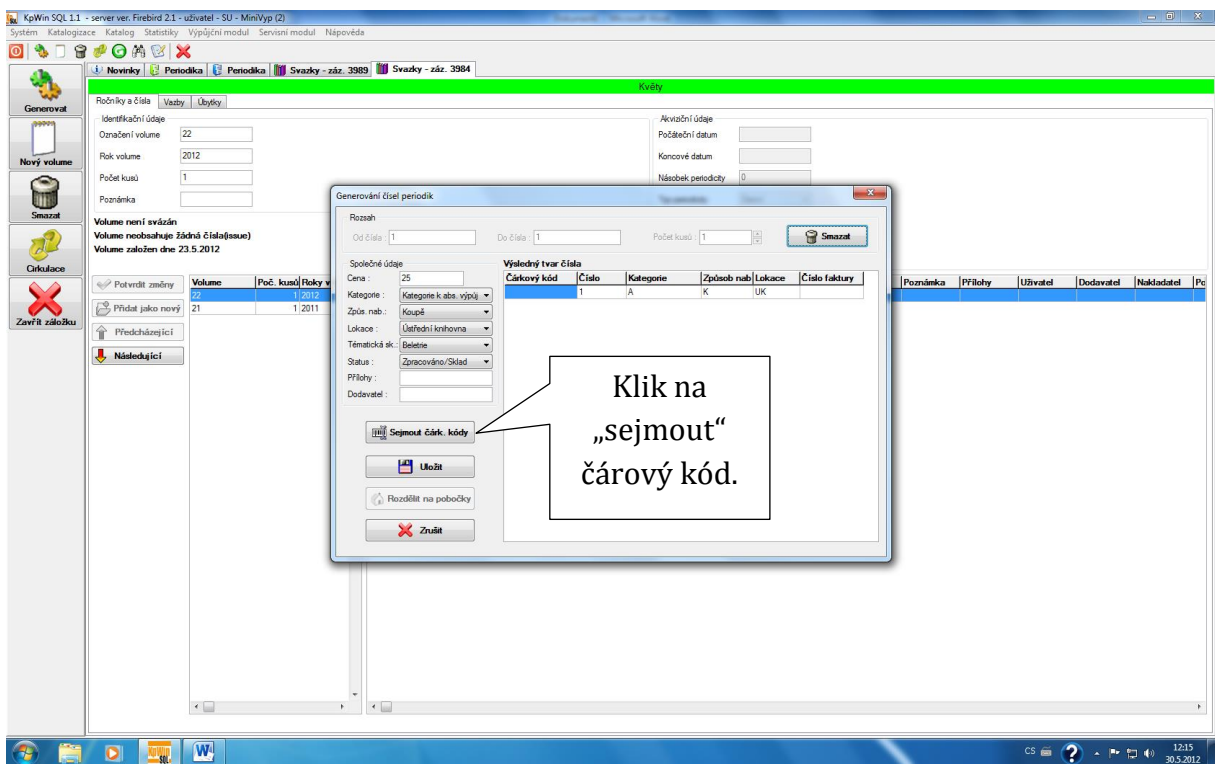 KpWin SQL 1.1 - server ver. Firebird 2.1 - uživatel - SU - MiniVyp (2)
Systém Katalogizace Katalog Statistiky Výpůjční modul Servisní modul Nápověda
Novinky Periodika Periodika Svazky - záz. 3989 Svazky - záz. 3984
Květy
Generovat
Nový volume
Smazat
Cirkulace
Zavřít záložku
Ročníky a čísla Vazby Úbytky
Identifikační údaje
Označení volume 22
Rok volume 2012
Počet kusů 1
Poznámka
Akviziční údaje
Počáteční datum
Koncové datum
Násobek periodicity 0
Volume není svázán
Volume neobsahuje žádná čísla(issue)
Volume založen dne 23.5.2012
Potvrdit změny
Přidat jako nový
Předcházející
Následující
Volume Poč. kusů Roky v
22 1 2012
21 1 2011
Poznámka Přílohy Uživatel Dodavatel Nakladatel Po
Generování čísel periodik
Rozsah
Od čísla : 1 Do čísla : 1 Počet kusů : 1 Smazat
Společné údaje
Cena : 25
Kategorie : Kategorie k abs. výpůj
Způs. nab.: Koupě
Lokace : Ústřední knihovna
Tématická sk.: Beletrie
Status : Zpracováno/Sklad
Přílohy :
Dodavatel :
Výsledný tvar čísla
Čárkový kód Číslo Kategorie Způsob nab Lokace Číslo faktury
1 A K UK
Sejmout čárk. kódy
Uložit
Rozdělit na pobočky
Zrušit
Klik na
„sejmout“
čárový kód.
KpWin
SQL
CS
12:15
30.5.2012